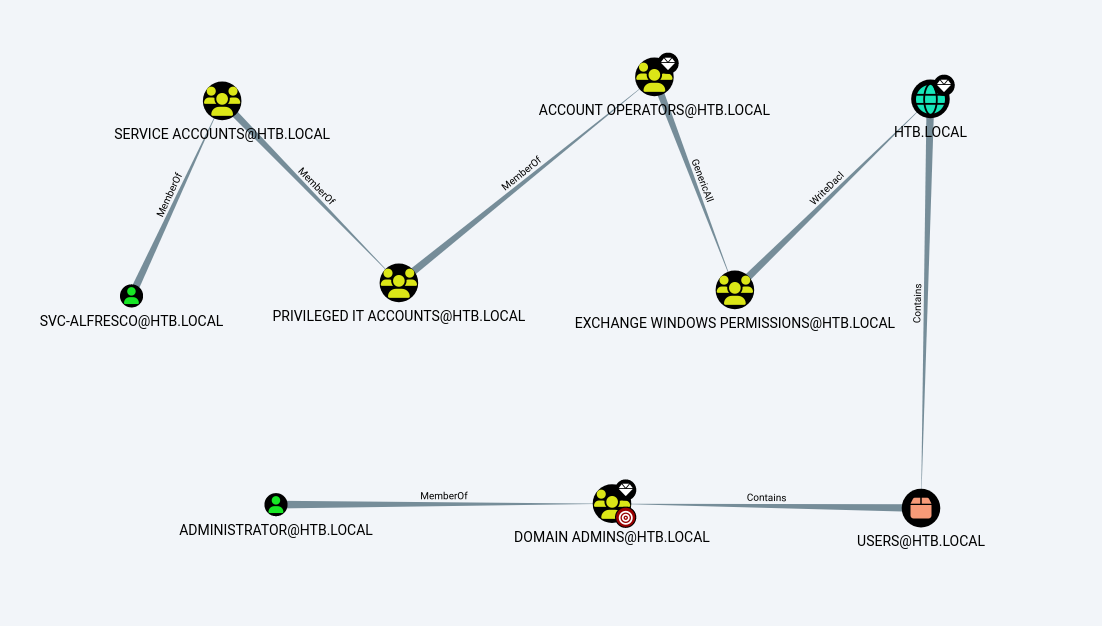 ACCOUNT OPERATORS@HTB.LOCAL
HTB.LOCAL
SERVICE ACCOUNTS@HTB.LOCAL
MemberOf
MemberOf
MemberOf
GenericAll
WriteDacl
Contains
SVC-ALFRESCO@HTB.LOCAL
PRIVILEGED IT ACCOUNTS@HTB.LOCAL
EXCHANGE WINDOWS PERMISSIONS@HTB.LOCAL
MemberOf
Contains
ADMINISTRATOR@HTB.LOCAL
DOMAIN ADMINS@HTB.LOCAL
USERS@HTB.LOCAL